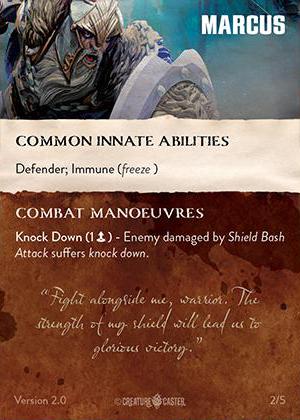 MARCUS
COMMON INNATE ABILITIES
Defender; Immune (freeze )
COMBAT MANOEUVRES
Knock Down (1) - Enemy damaged by Shield Bash
Attack suffers knock down.
"Fight alongside me, warrior. The
strength of my shield will lead us to
glorious victory."
Version 2.0 © CREATURE CASTER 2/5